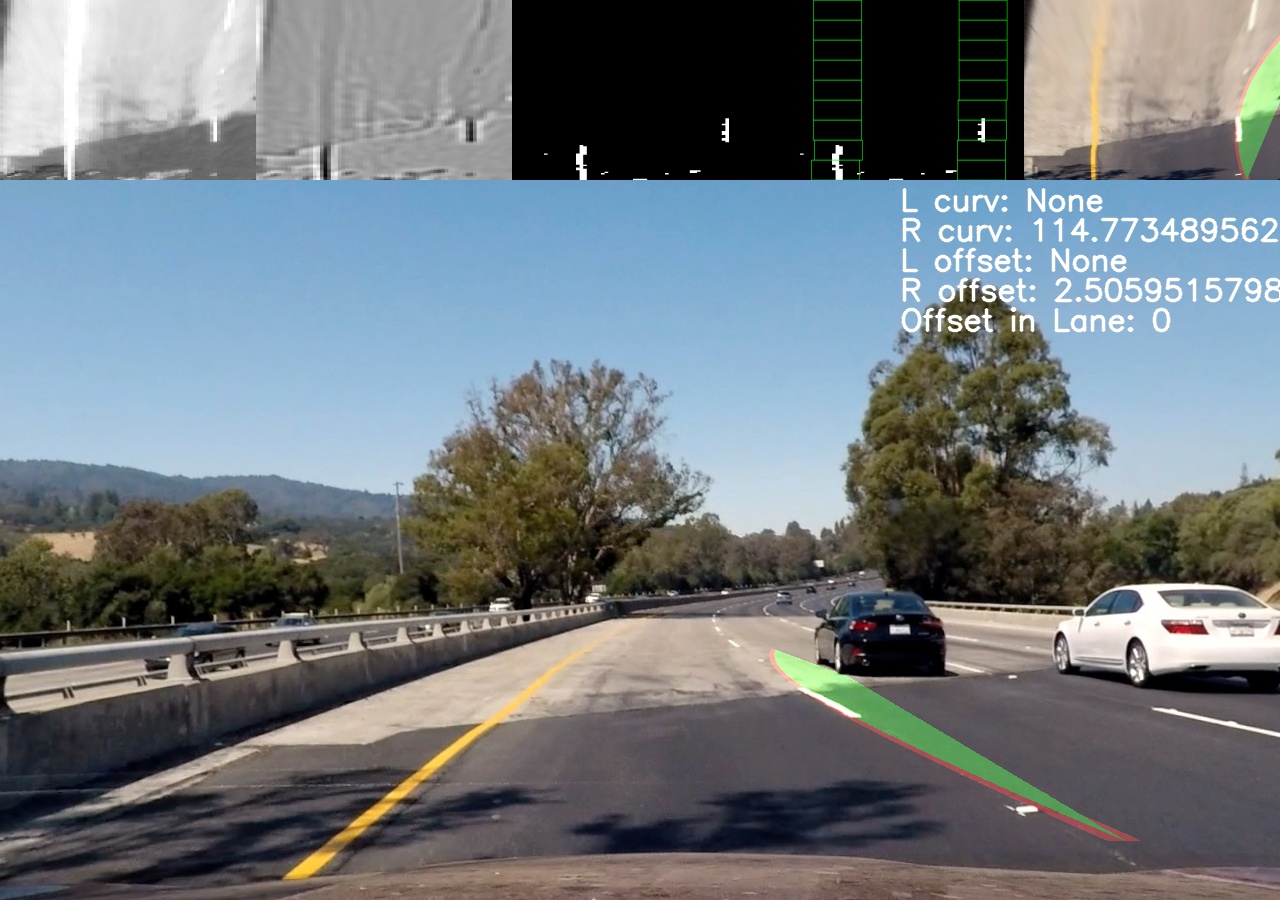 L curv: None
R curv: 114.773489562
L offset: None
R offset: 2.5059515798
Offset in Lane: 0